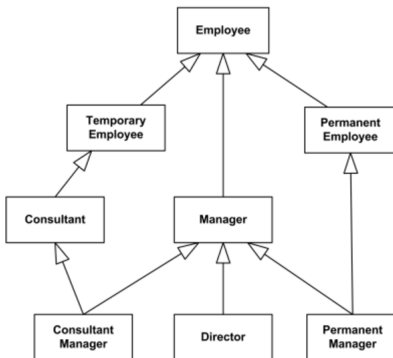 Employee
Temporary
Employee
Permanent
Employee
Consultant
Manager
Consultant
Manager
Director
Permanent
Manager